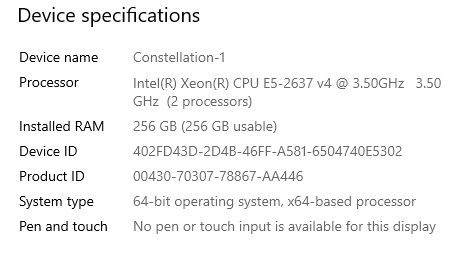 Device specifications
Device name Constellation-1
Processor Intel(R) Xeon(R) CPU E5-2637 v4 @ 3.50GHz 3.50
GHz (2 processors)
Installed RAM 256 GB (256 GB usable)
Device ID 402FD43D-2D4B-46FF-A581-6504740E5302
Product ID 00430-70307-78867-AA446
System type 64-bit operating system, x64-based processor
Pen and touch No pen or touch input is available for this display